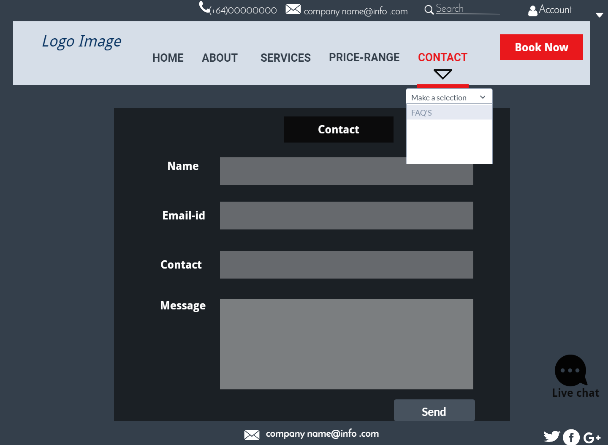 (+64)00000000 company name@info .com Search Account
Logo Image
HOME ABOUT SERVICES PRICE-RANGE CONTACT Book Now
Make a selection
FAQ'S
Contact
Name
Email-id
Contact
Message
Live chat
Send
company name@info .com